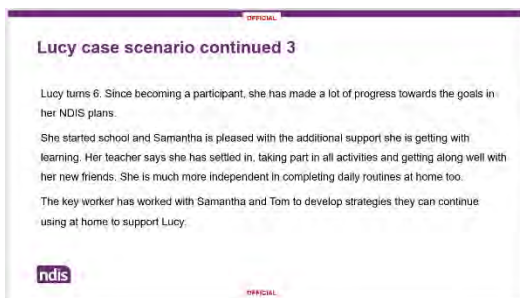 OFFICIAL
Lucy case scenario continued 3
Lucy turns 6. Since becoming a participant, she has made a lot of progress towards the goals in
her NDIS plans.
She started school and Samantha is pleased with the additional support she is getting with
learning. Her teacher says she has settled in, taking part in all activities and getting along well with
her new friends. She is much more independent in completing daily routines at home too.
The key worker has worked with Samantha and Tom to develop strategies they can continue
using at home to support Lucy.
ndis
OFFICIAL